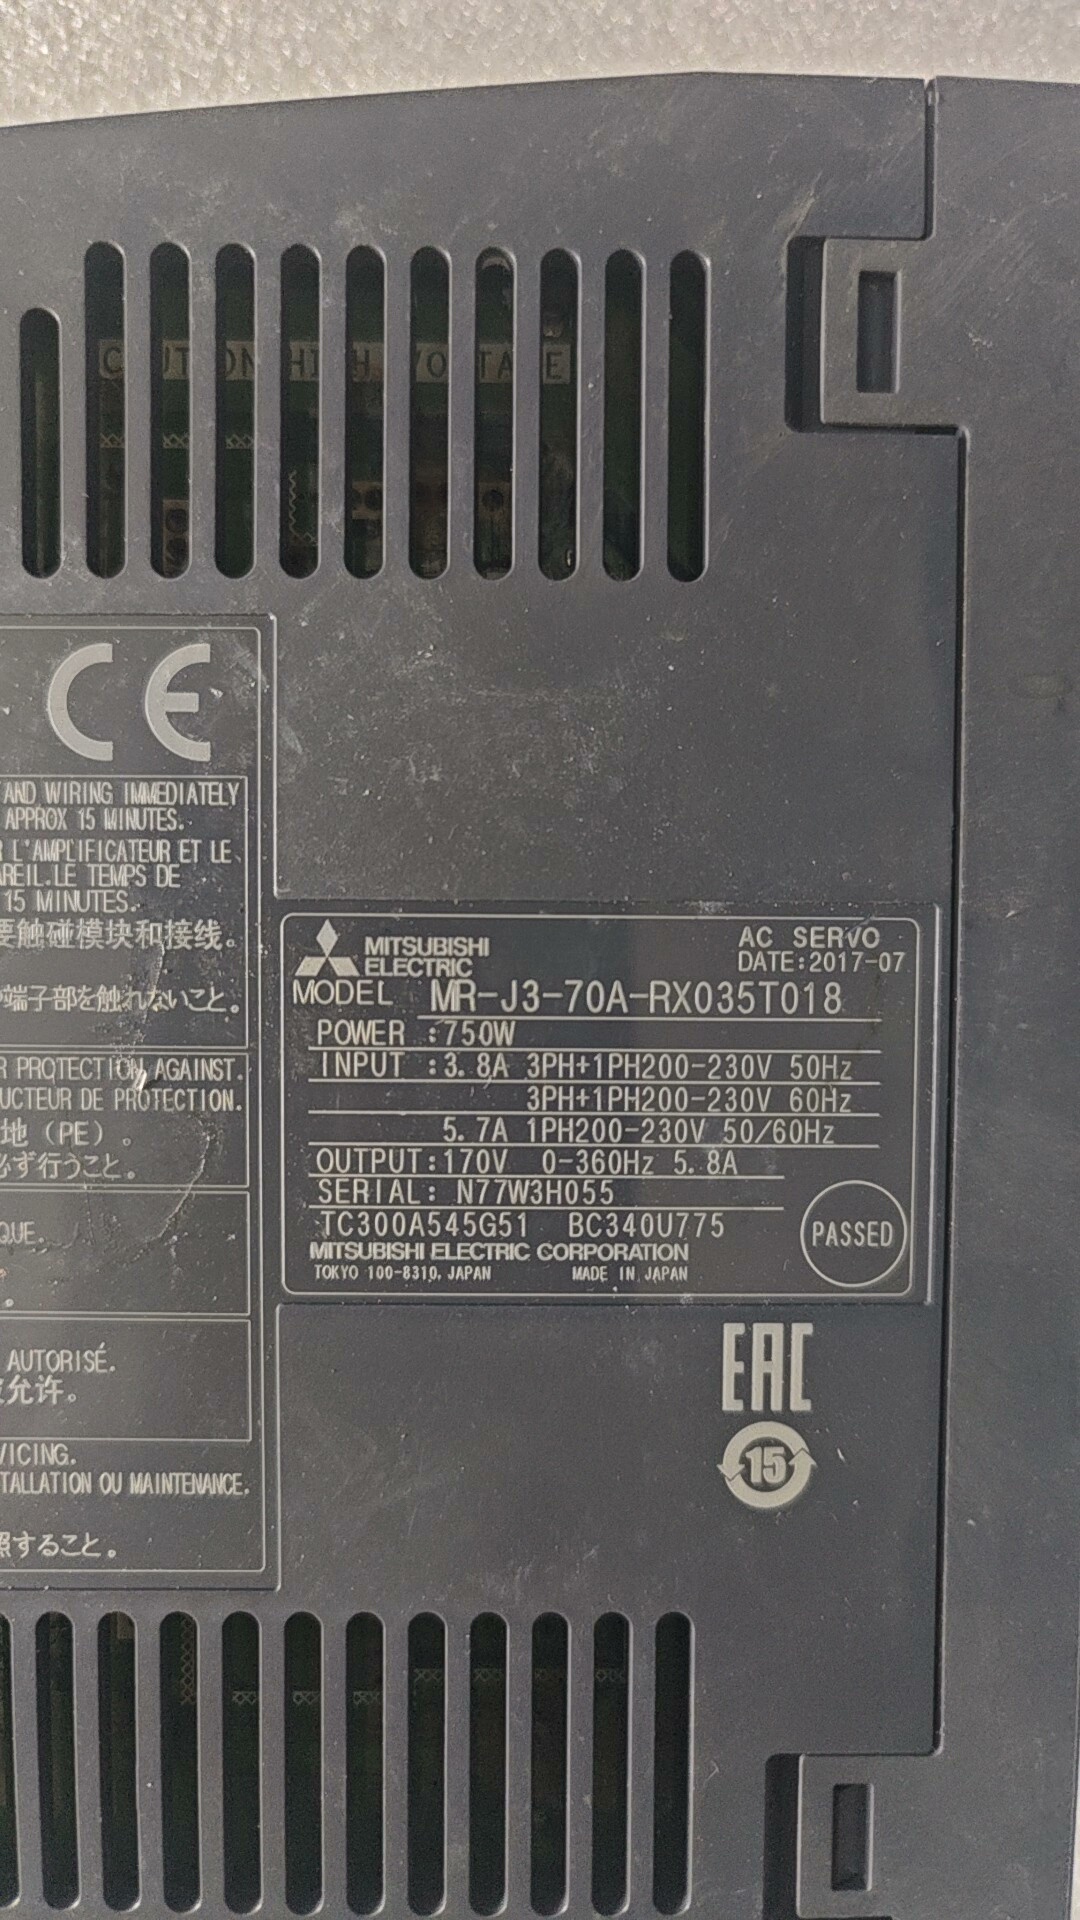 CAUTION HIGH VOLTAGE
CE
AND WIRING IMMEDIATELY
APPROX 15 MINUTES.
L'AMPLIFICATEUR ET LE
AREIL.LE TEMPS DE
15 MINUTES.
要触碰模块和接线。
端子部を触れないこと。
R PROTECTION AGAINST.
UCTEUR DE PROTECTION.
地（PE）。
必ず行うこと。
QUE.
AUTORISÉ.
允许。
VICING.
TALLATION OU MAINTENANCE.
照すること。
MITSUBISHI
ELECTRIC
AC SERVO
DATE:2017-07
MODEL MR-J3-70A-RX035T018
POWER :750W
INPUT :3.8A 3PH+1PH200-230V 50Hz
3PH+1PH200-230V 60Hz
5.7A 1PH200-230V 50/60Hz
OUTPUT:170V 0-360Hz 5.8A
SERIAL: N77W3H055
TC300A545G51 BC340U775
MITSUBISHI ELECTRIC CORPORATION
TOKYO 100-8310, JAPAN MADE IN JAPAN
PASSED
EAC
15